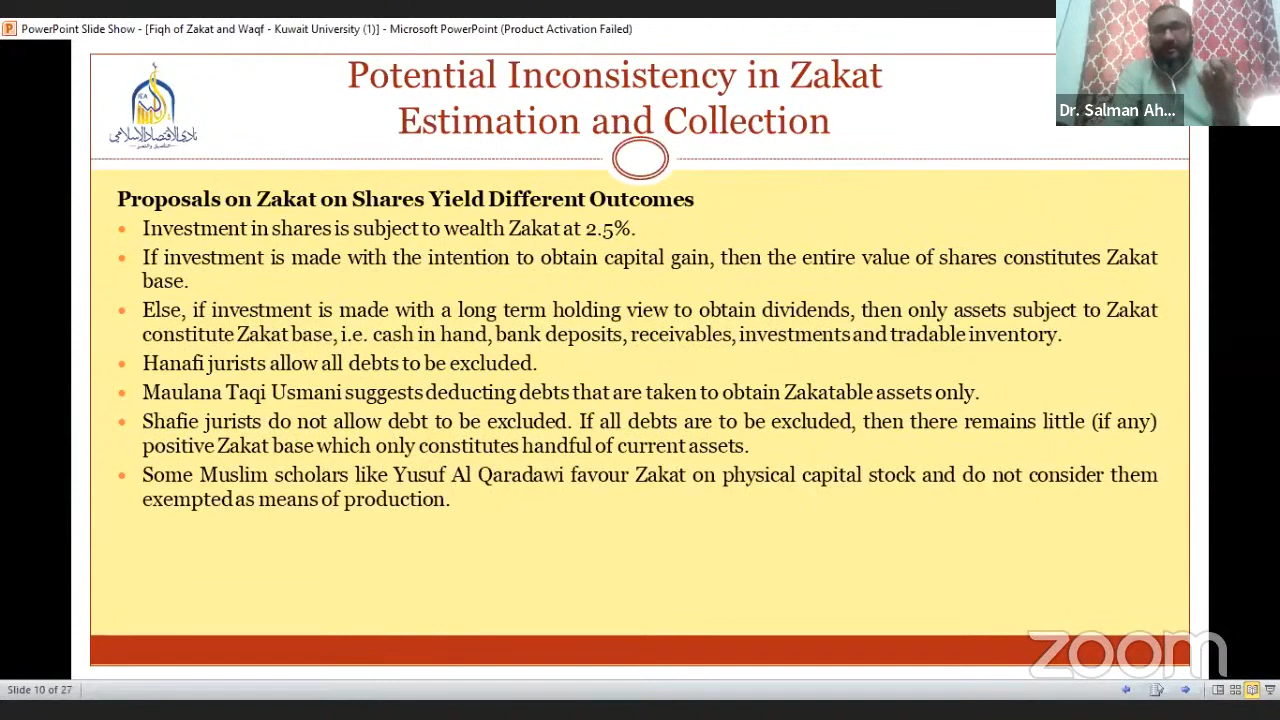 PowerPoint Slide Show - [Fiqh of Zakat and Waqf - Kuwait University (1)] - Microsoft PowerPoint (Product Activation Failed)
Dr. Salman Ah...
Potential Inconsistency in Zakat
Estimation and Collection
نادي الاقتصاد الإسلامي
Proposals on Zakat on Shares Yield Different Outcomes
Investment in shares is subject to wealth Zakat at 2.5%.
If investment is made with the intention to obtain capital gain, then the entire value of shares constitutes Zakat
base.
Else, if investment is made with a long term holding view to obtain dividends, then only assets subject to Zakat
constitute Zakat base, i.e. cash in hand, bank deposits, receivables, investments and tradable inventory.
Hanafi jurists allow all debts to be excluded.
Maulana Taqi Usmani suggests deducting debts that are taken to obtain Zakatable assets only.
Shafie jurists do not allow debt to be excluded. If all debts are to be excluded, then there remains little (if any)
positive Zakat base which only constitutes handful of current assets.
Some Muslim scholars like Yusuf Al Qaradawi favour Zakat on physical capital stock and do not consider them
exempted as means of production.
zoom
Slide 10 of 27